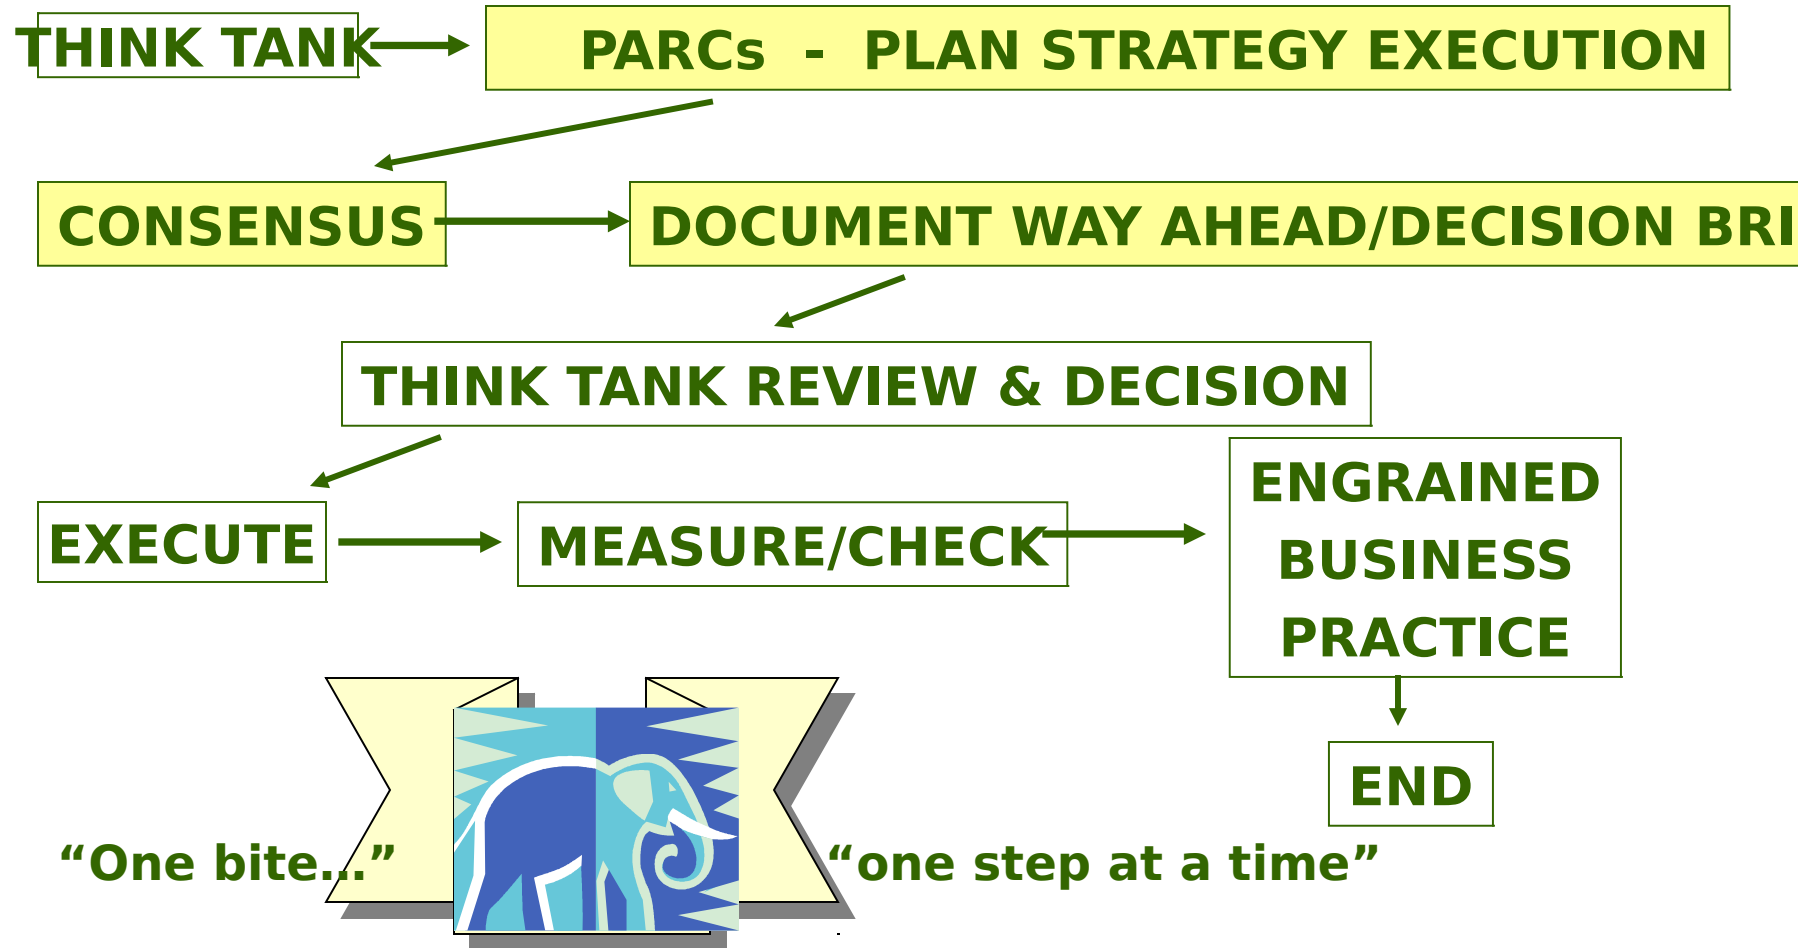 THINK TANK
PARCs - PLAN STRATEGY EXECUTION
CONSENSUS
DOCUMENT WAY AHEAD/DECISION BRI
THINK TANK REVIEW & DECISION
EXECUTE
MEASURE/CHECK
ENGRAINED
BUSINESS
PRACTICE
END
“One bite...”
“one step at a time”